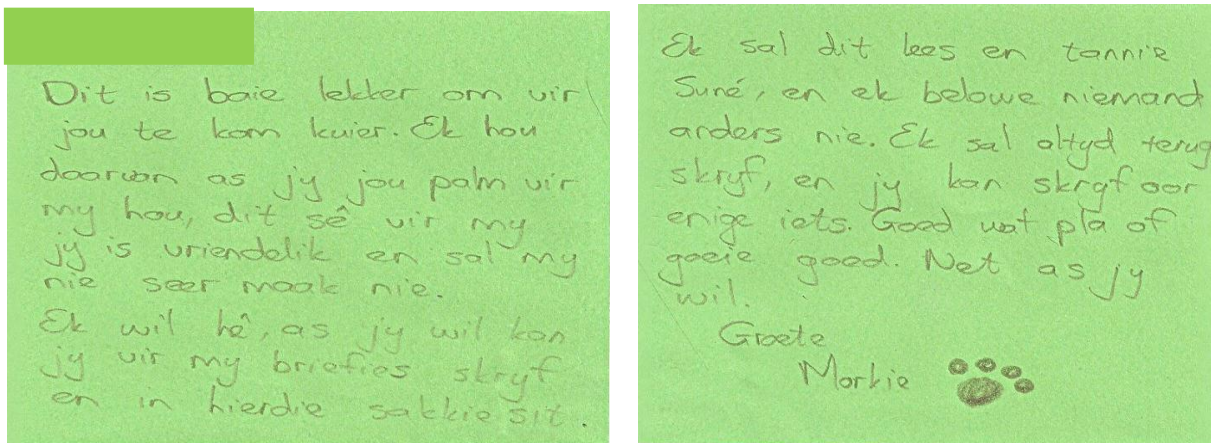 Dit is baie lekker om vir
jou te kom kuier. Ek hou
daarvan as jy jou palm vir
my hou, dit sê vir my
jy is vriendelik en sal my
nie seer maak nie.
Ek wil hê, as jy wil kan
jy vir my briefies skryf
en in hierdie sakkie sit.
Ek sal dit lees en tannie
Suné, en ek belowe niemand
anders nie. Ek sal altyd terug
skryf, en jy kan skryf oor
enige iets. Goed wat pla of
goeie goed. Net as jy
wil.
Groete
Morkie